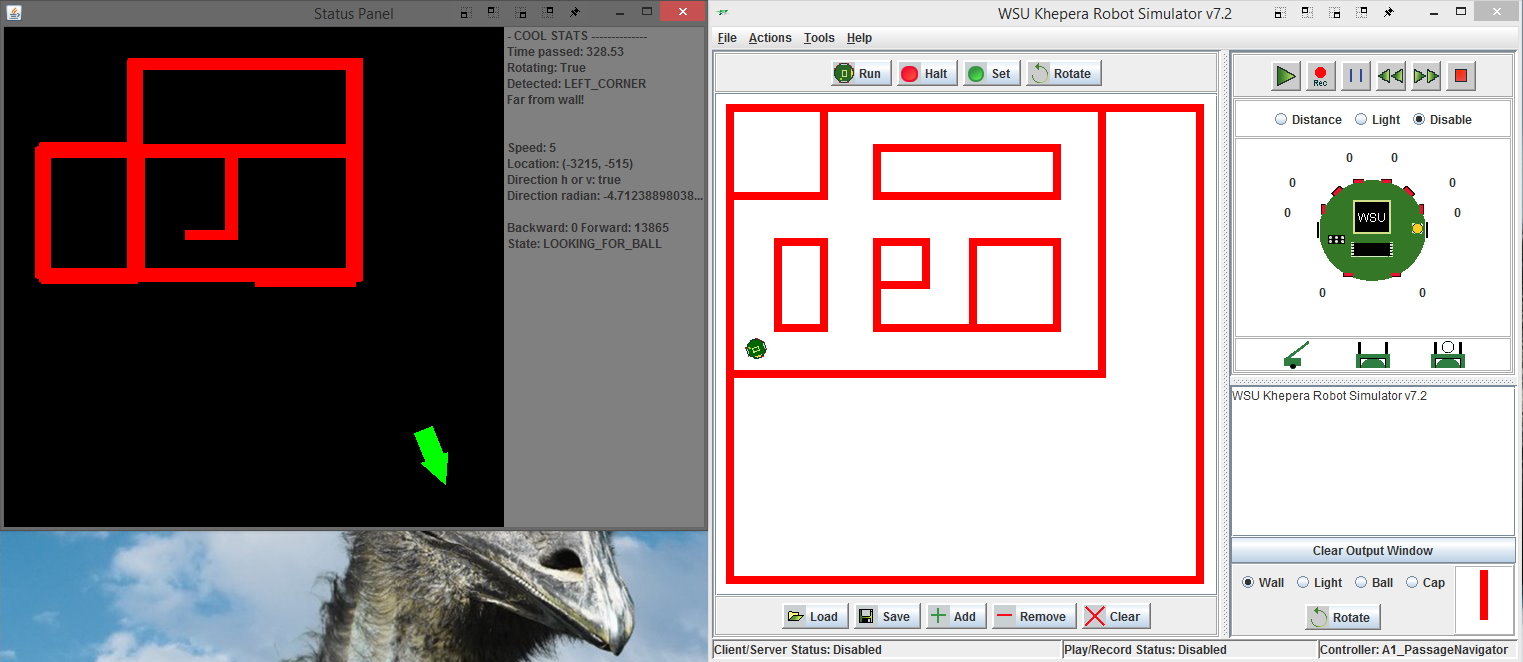 Status Panel
- COOL STATS --------------
Time passed: 328.53
Rotating: True
Detected: LEFT_CORNER
Far from wall!
Speed: 5
Location: (-3215, -515)
Direction h or v: true
Direction radian: -4.71238898038...
Backward: 0 Forward: 13865
State: LOOKING_FOR_BALL
WSU Khepera Robot Simulator v7.2
File Actions Tools Help
Run Halt Set Rotate
Rec
Distance Light Disable
0 0
0 0
0 0
WSU
0 0
WSU Khepera Robot Simulator v7.2
Clear Output Window
Wall Light Ball Cap
Rotate
Load Save Add Remove Clear
Client/Server Status: Disabled
Play/Record Status: Disabled
Controller: A1_PassageNavigator